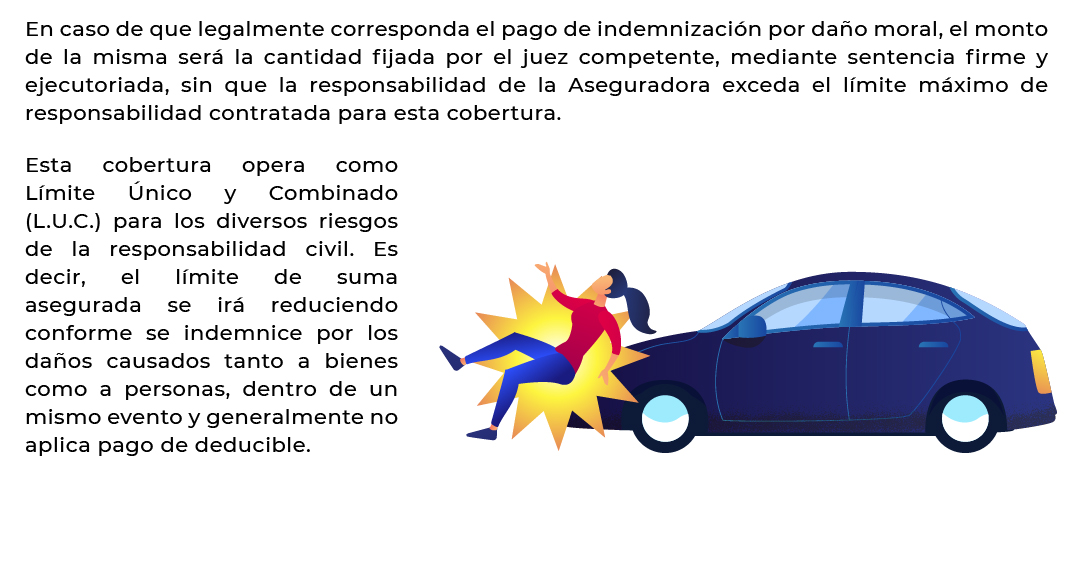 En caso de que legalmente corresponda el pago de indemnización por daño moral, el monto
de la misma será la cantidad fijada por el juez competente, mediante sentencia firme y
ejecutoriada, sin que la responsabilidad de la Aseguradora exceda el límite máximo de
responsabilidad contratada para esta cobertura.
Esta cobertura opera como
Límite Único y Combinado
(L.U.C.) para los diversos riesgos
de la responsabilidad civil. Es
decir, el límite de suma
asegurada se irá reduciendo
conforme se indemnice por los
daños causados tanto a bienes
como a personas, dentro de un
mismo evento y generalmente no
aplica pago de deducible.